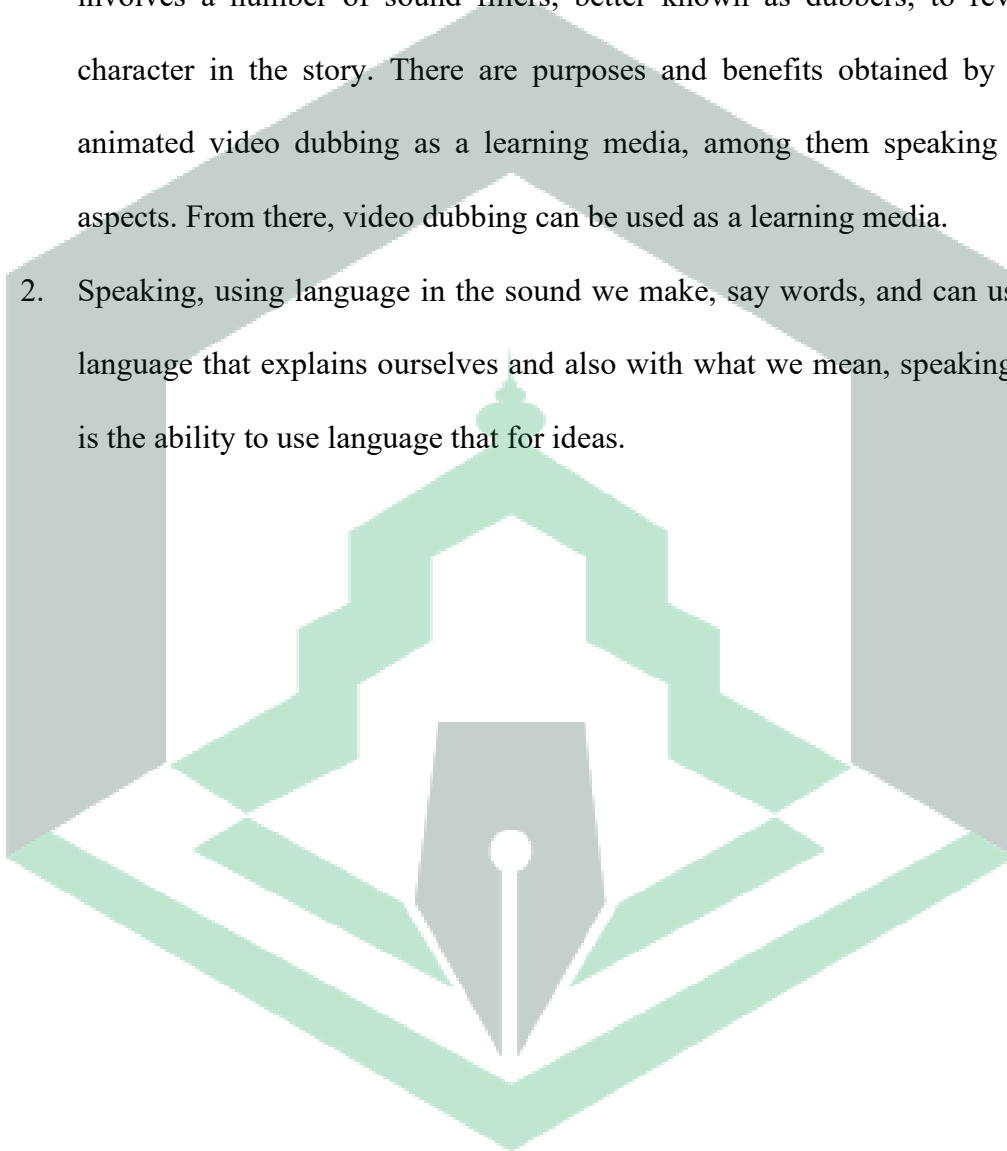 involves a number of sound fillers, better known as dubbers, to
character in the story. There are purposes and benefits obtained by
animated video dubbing as a learning media, among them speaking
aspects. From there, video dubbing can be used as a learning media.
2. Speaking, using language in the sound we make, say words, and can
language that explains ourselves and also with what we mean, speaking
is the ability to use language that for ideas.